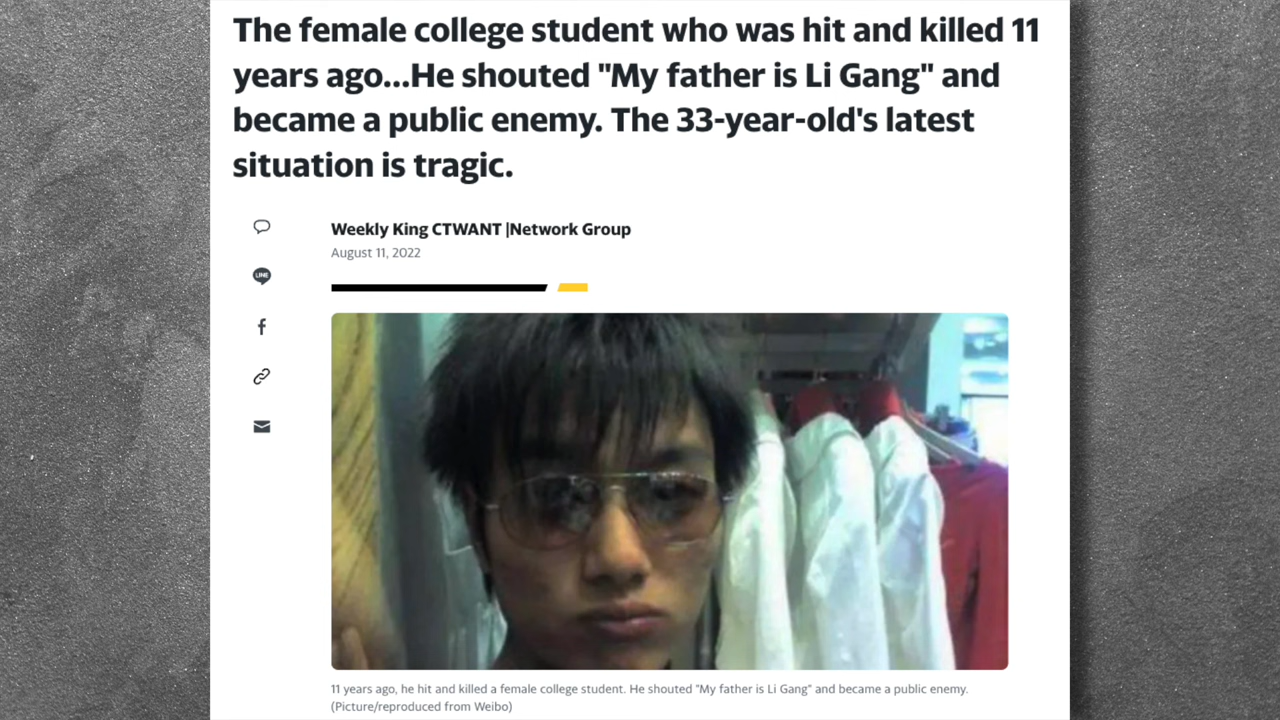 The female college student who was hit and killed 11
years ago...He shouted "My father is Li Gang" and
became a public enemy. The 33-year-old's latest
situation is tragic.
Weekly King CTWANT |Network Group
August 11, 2022
LINE
11 years ago, he hit and killed a female college student. He shouted "My father is Li Gang" and became a public enemy.
(Picture/reproduced from Weibo)